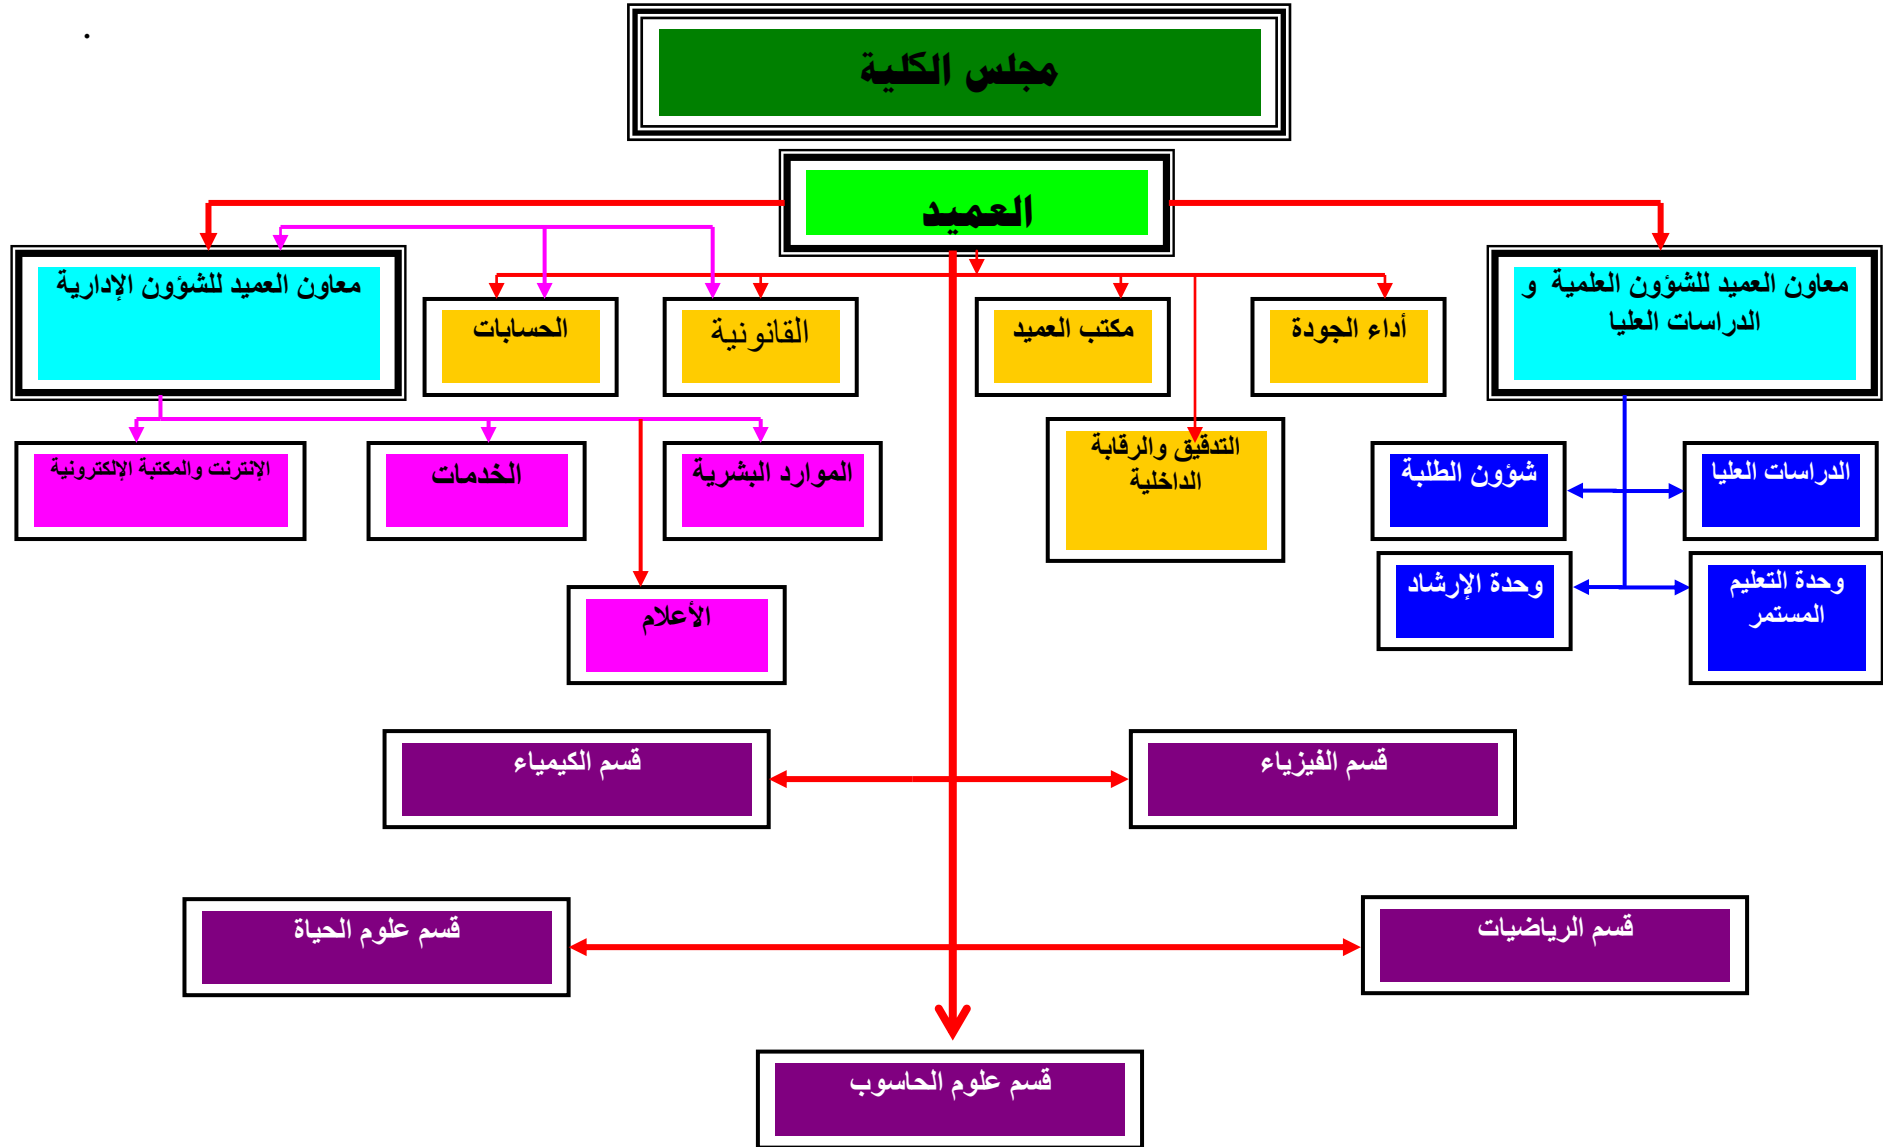 .
مجلس الكلية
العميد
معاون العميد للشؤون العلمية و
الدراسات العليا
أداء الجودة
مكتب العميد
القانونية
الحسابات
معاون العميد للشؤون الإدارية
الدراسات العليا
شؤون الطلبة
التدقيق والرقابة
الداخلية
الموارد البشرية
الخدمات
الإنترنت والمكتبة الإلكترونية
وحدة التعليم
المستمر
وحدة الإرشاد
الأعلام
قسم الفيزياء
قسم الكيمياء
قسم الرياضيات
قسم علوم الحياة
قسم علوم الحاسوب